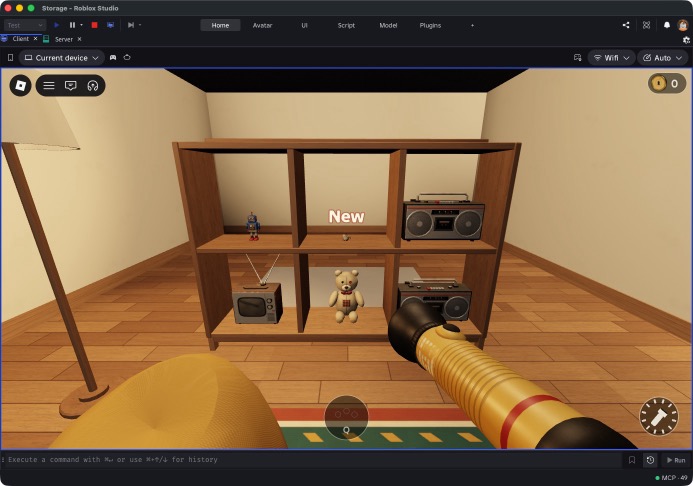 Storage - Roblox Studio
Test
Home
Avatar
UI
Script
Model
Plugins
+
Client
Server
Current device
Wifi
Auto
0
New
Q
Execute a command with ⌘↵ or use ⌘↑/↓ for history
Run
MCP · 49